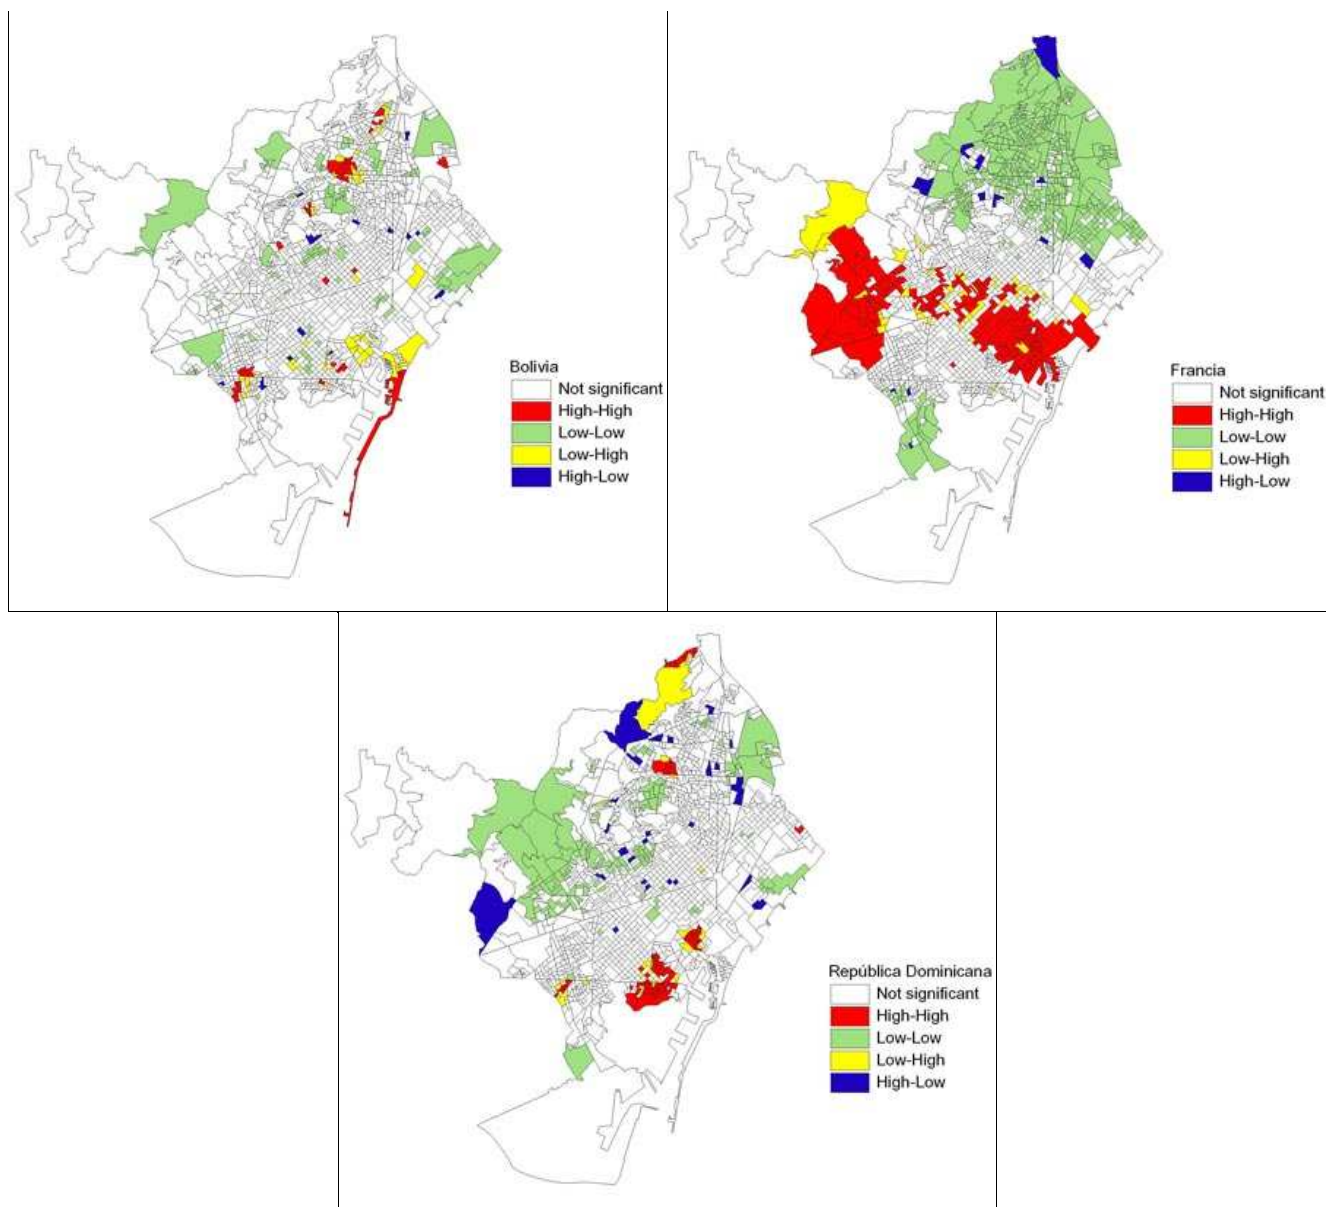 Bolivia
Not significant
High-High
Low-Low
Low-High
High-Low
Francia
Not significant
High-High
Low-Low
Low-High
High-Low
República Dominicana
Not significant
High-High
Low-Low
Low-High
High-Low